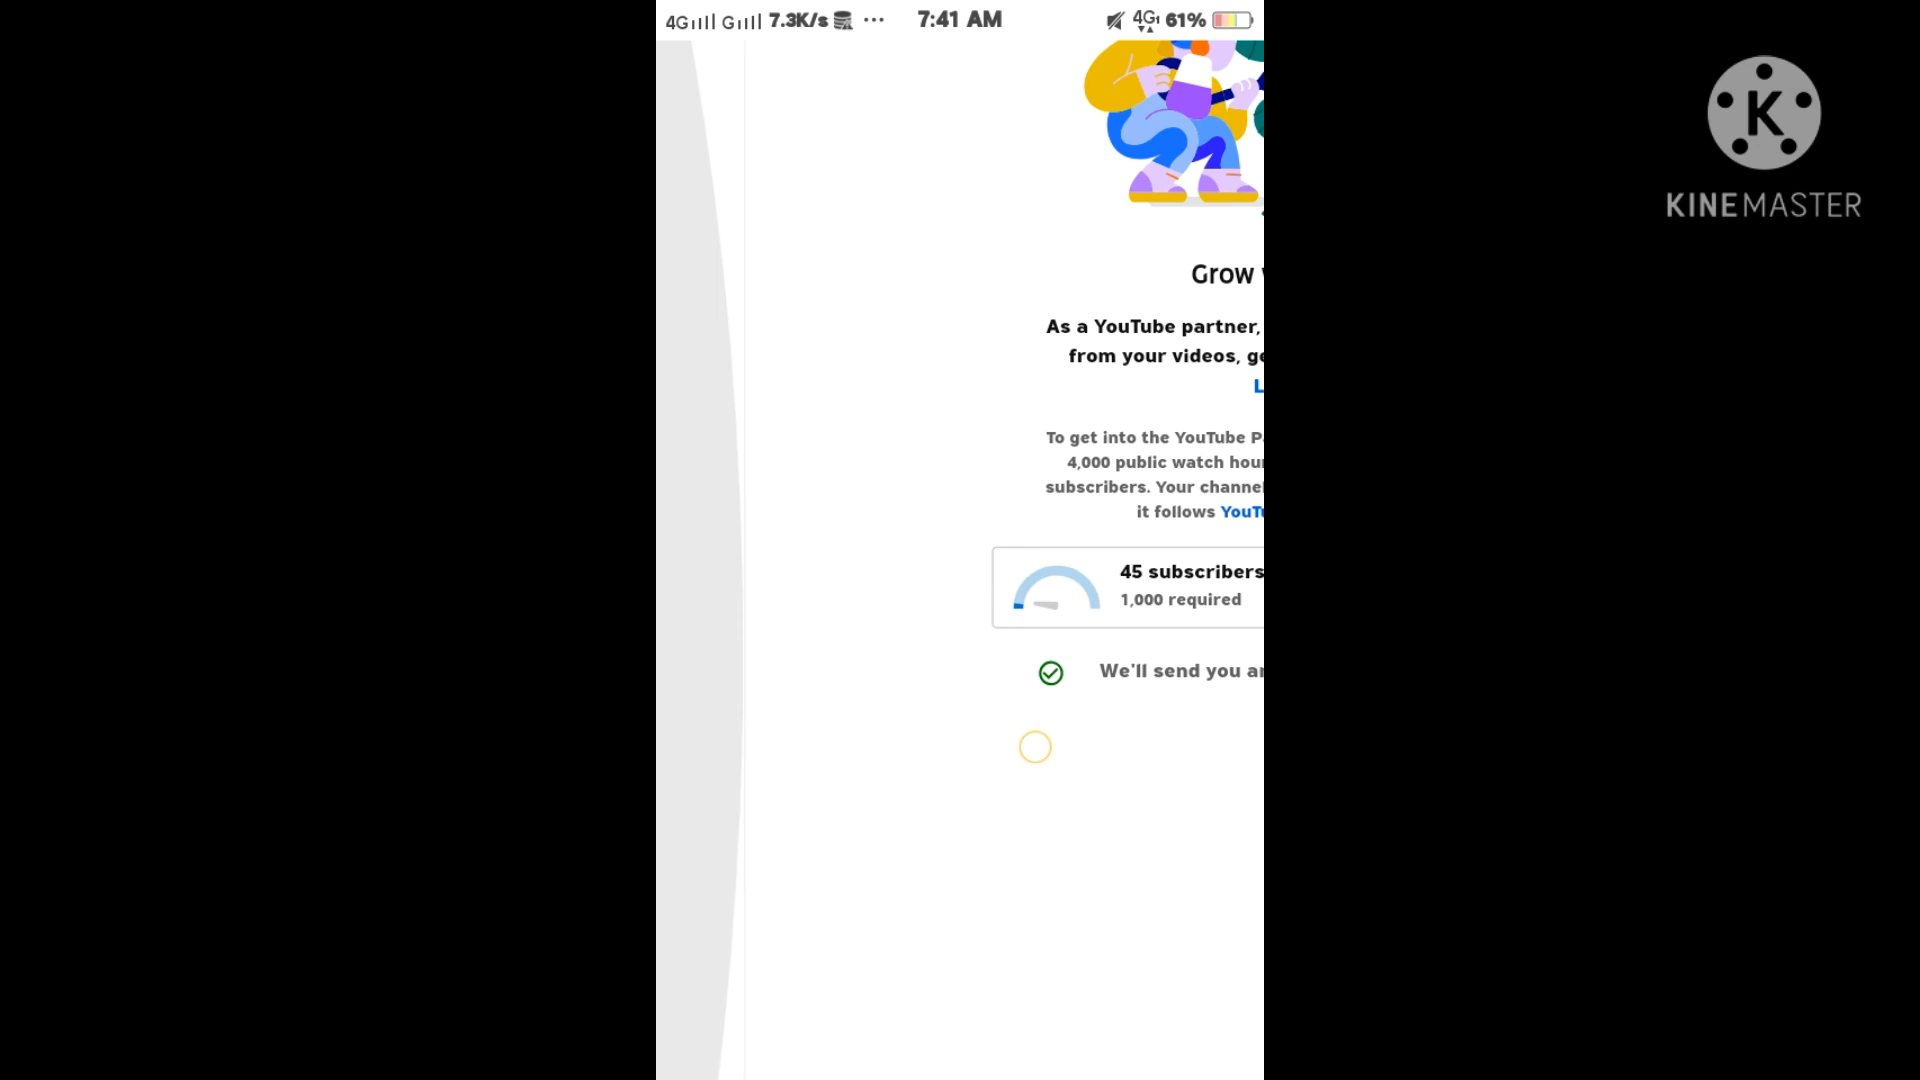 4G G 7.3K/s ... 7:41 AM 4G 61%
K
KINEMASTER
Grow
As a YouTube partner,
from your videos,
To get into the YouTube
4,000 public watch
subscribers. Your
it follows
45 subscribers
1,000 required
We'll send you